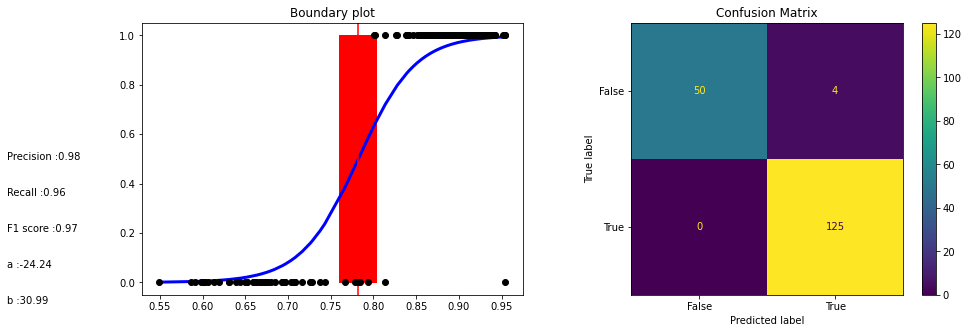 Boundary plot
1.0
0.8
0.6
0.4
0.2
0.0
0.55 0.60 0.65 0.70 0.75 0.80 0.85 0.90 0.95
Precision :0.98
Recall :0.96
F1 score :0.97
a :-24.24
b :30.99
Confusion Matrix
True label
False
True
50 4
0 125
False True
Predicted label
120
100
80
60
40
20
0